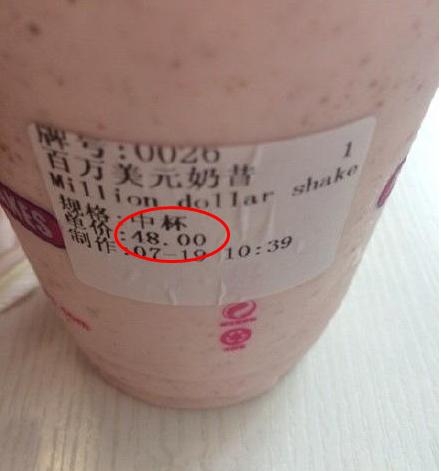 牌号:0026 1
百万美元奶昔
Million dollar shake
规格:中杯
单价:48.00
制作:07-19 10:39